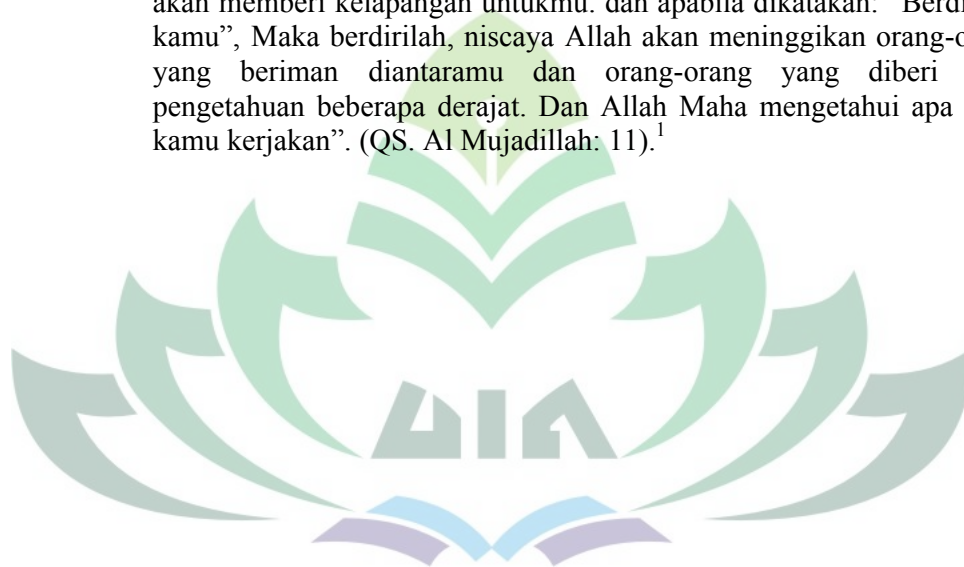 akan memberi kelapangan untukmu. dan apabila dikatakan: "Berdi
kamu", Maka berdirilah, niscaya Allah akan meninggikan orang-o
yang beriman diantaramu dan orang-orang yang diberi
pengetahuan beberapa derajat. Dan Allah Maha mengetahui apa
kamu kerjakan". (QS. Al Mujadillah: 11).1
UIN